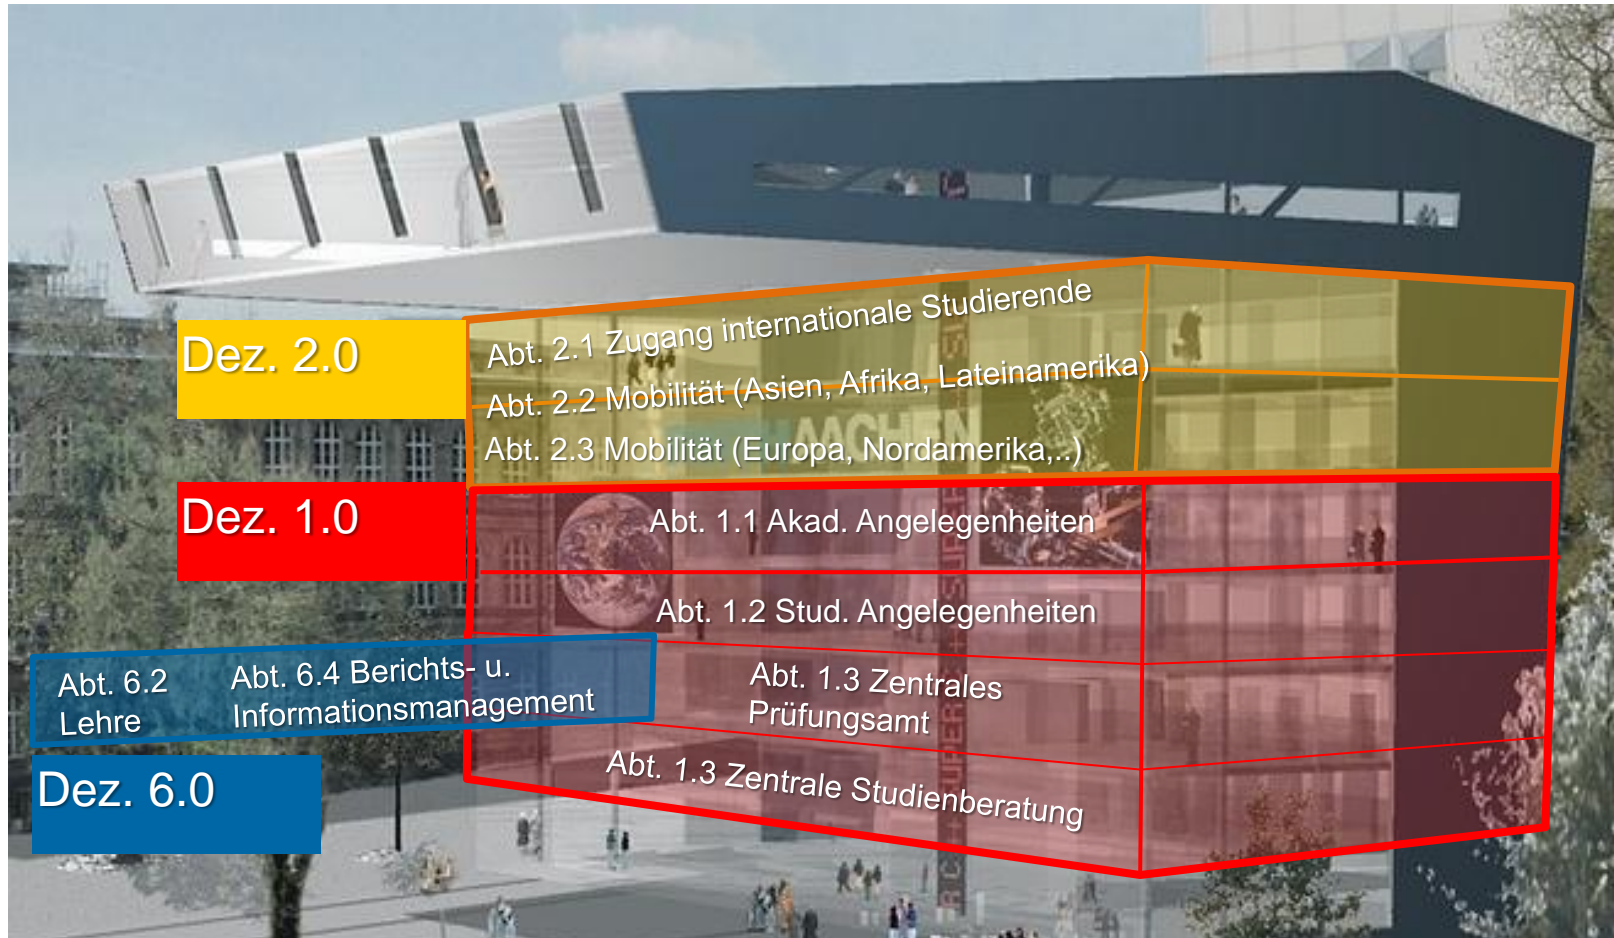 Dez. 2.0
Abt. 2.1 Zugang internationale Studierende
Abt. 2.2 Mobilität (Asien, Afrika, Lateinamerika)
AACHEN
Abt. 2.3 Mobilität (Europa, Nordamerika,..)
Dez. 1.0
Abt. 1.1 Akad. Angelegenheiten
Abt. 1.2 Stud. Angelegenheiten
Abt. 6.2
Lehre
Abt. 6.4 Berichts- u.
Informationsmanagement
Abt. 1.3 Zentrales
Prüfungsamt
Abt. 1.3 Zentrale Studienberatung
Dez. 6.0